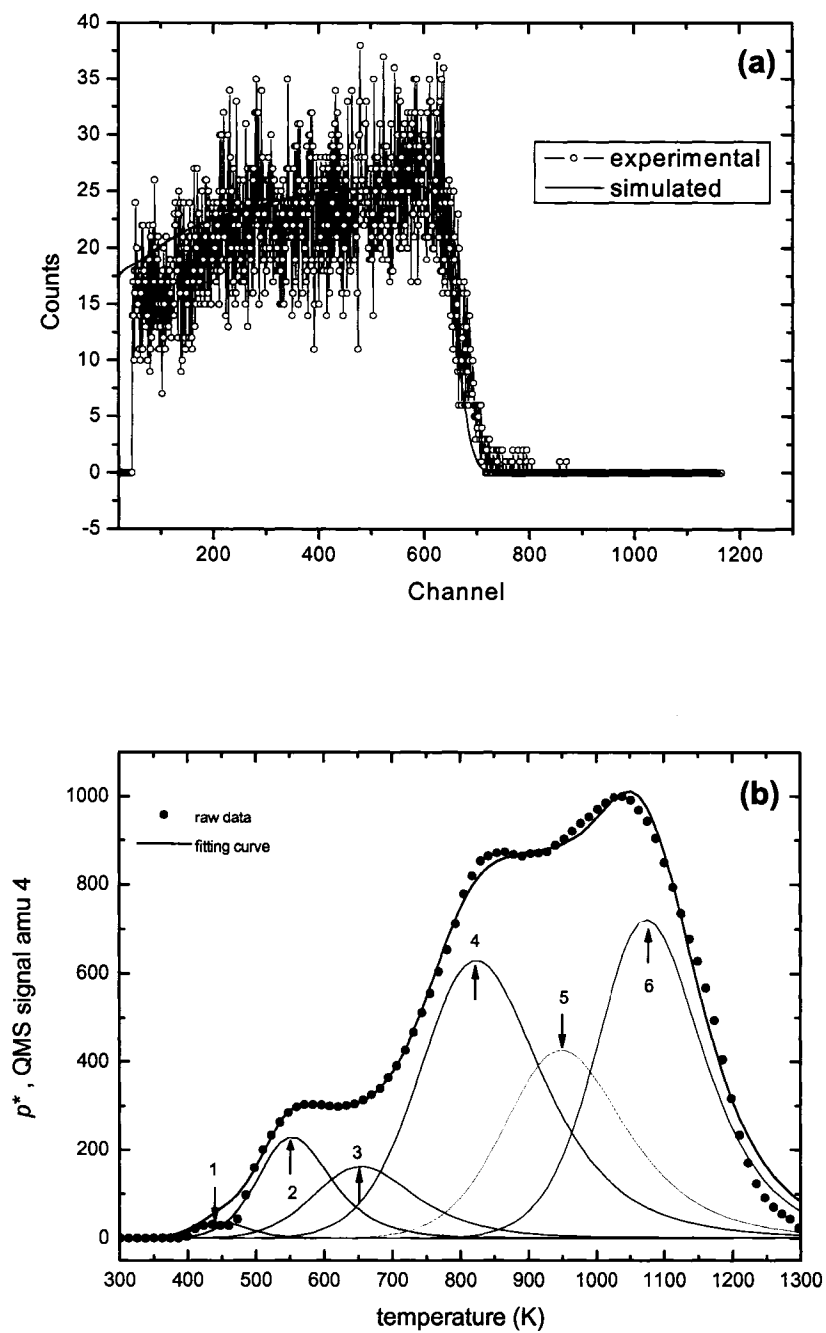 40
35
30
25
20
15
10
5
0
-5
Counts
(a)
experimental
simulated
200 400 600 800 1000 1200
Channel
1000
800
600
400
200
0
p*, QMS signal amu 4
(b)
raw data
fitting curve
1
2
3
4
5
6
300 400 500 600 700 800 900 1000 1100 1200 1300
temperature (K)